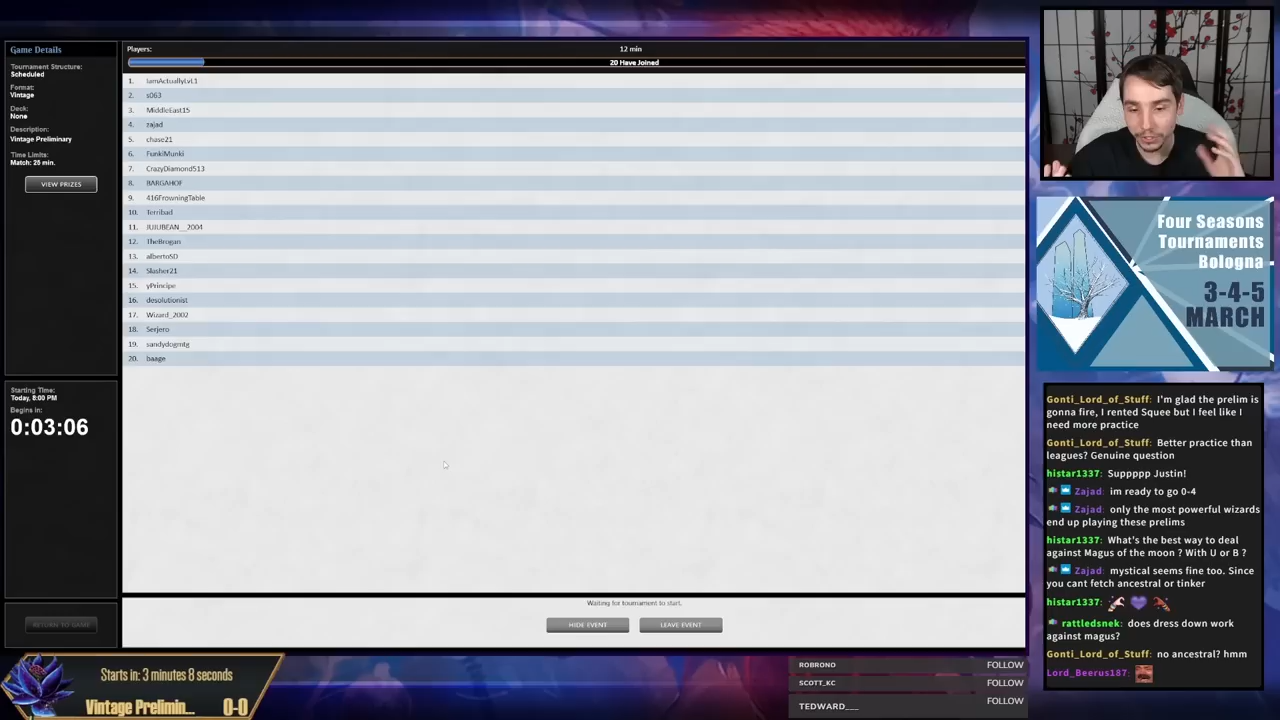 Game Details
Tournament Structure:
Scheduled
Format:
Vintage
Deck:
None
Description:
Vintage Preliminary
Time Limits:
Match: 25 min.
VIEW PRIZES
Starting Time:
Today, 8:00 PM
Begins in:
0:03:06
RETURN TO GAME
Players:
12 min
20 Have Joined
1. IamActuallyLvL1
2. s063
3. MiddleEast15
4. zajad
5. chase21
6. FunkiMunki
7. CrazyDiamond513
8. BARGAHOF
9. 416FrowningTable
10. Terribad
11. JUJUBEAN__2004
12. TheBrogan
13. albertoSD
14. Slasher21
15. yPrincipe
16. desolutionist
17. Wizard_2002
18. Serjero
19. sandydogmtg
20. baage
Waiting for tournament to start.
HIDE EVENT
LEAVE EVENT
Four Seasons
Tournaments
Bologna
3-4-5
MARCH
Gonti_Lord_of_Stuff: I'm glad the prelim is
gonna fire, I rented Squee but I feel like I
need more practice
Gonti_Lord_of_Stuff: Better practice than
leagues? Genuine question
histar1337: Suppppp Justin!
Zajad: im ready to go 0-4
Zajad: only the most powerful wizards
end up playing these prelims
histar1337: What's the best way to deal
against Magus of the moon ? With U or B ?
Zajad: mystical seems fine too. Since
you cant fetch ancestral or tinker
histar1337:
rattledsnek: does dress down work
against magus?
Gonti_Lord_of_Stuff: no ancestral? hmm
Lord_Beerus187:
Starts in: 3 minutes 8 seconds
Vintage Prelimin... 0-0
ROBRONO FOLLOW
SCOTT_KC FOLLOW
TEDWARD___ FOLLOW